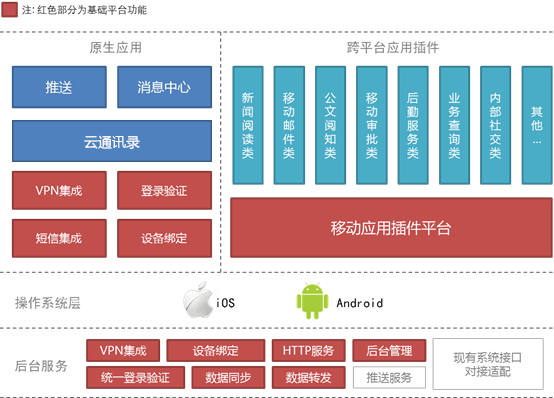 注: 红色部分为基础平台功能
原生应用
跨平台应用插件
推送
消息中心
云通讯录
VPN集成
登录验证
短信集成
设备绑定
新闻阅读类
移动邮件类
公文阅知类
移动审批类
后勤服务类
业务查询类
内部社交类
其他...
移动应用插件平台
操作系统层
iOS
Android
后台服务
VPN集成
设备绑定
HTTP服务
后台管理
统一登录验证
数据同步
数据转发
推送服务
现有系统接口
对接适配